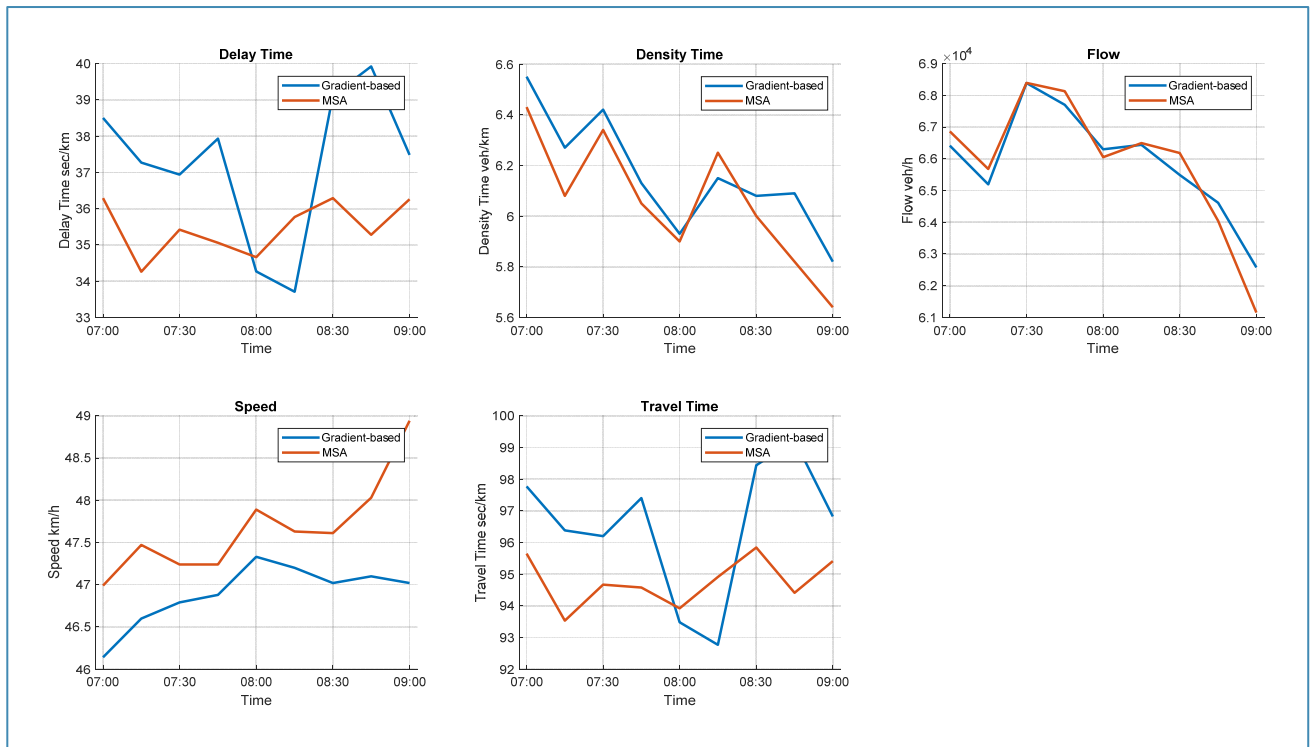 Delay Time
40
39
38
37
36
35
34
33
Delay Time sec/km
07:00 07:30 08:00 08:30 09:00
Time
Gradient-based
MSA
Density Time
6.6
6.4
6.2
6
5.8
5.6
Density Time veh/km
07:00 07:30 08:00 08:30 09:00
Time
Gradient-based
MSA
Flow
×10⁴
6.9
6.8
6.7
6.6
6.5
6.4
6.3
6.2
6.1
Flow veh/h
07:00 07:30 08:00 08:30 09:00
Time
Gradient-based
MSA
Speed
49
48.5
48
47.5
47
46.5
46
Speed km/h
07:00 07:30 08:00 08:30 09:00
Time
Gradient-based
MSA
Travel Time
100
99
98
97
96
95
94
93
92
Travel Time sec/km
07:00 07:30 08:00 08:30 09:00
Time
Gradient-based
MSA